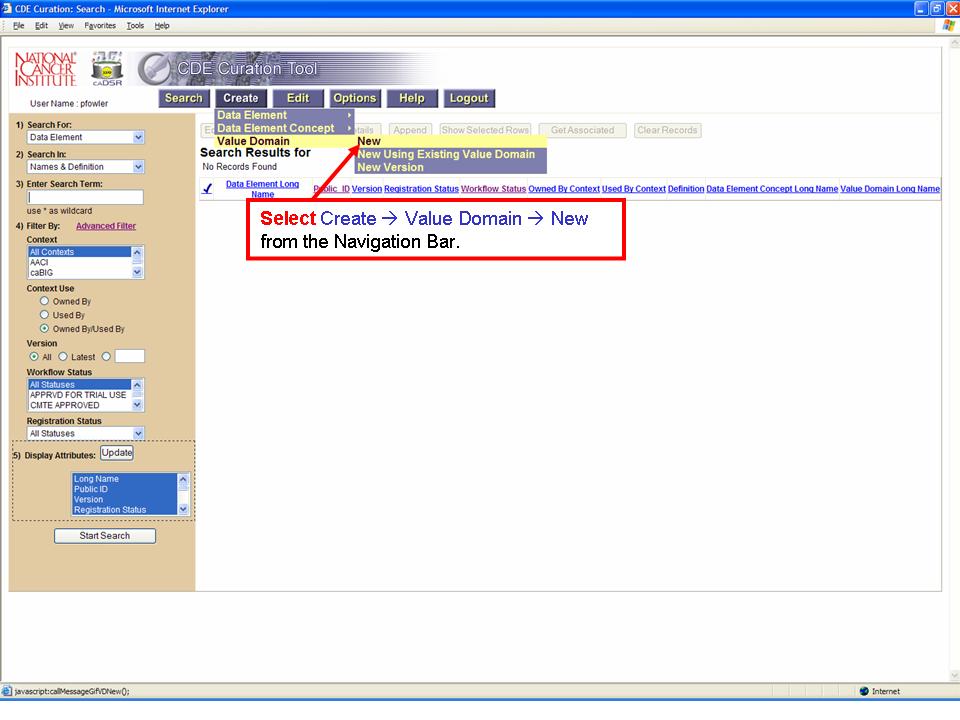 CDE Curation: Search - Microsoft Internet Explorer
File Edit View Favorites Tools Help
NATIONAL CANCER INSTITUTE
caDSR
CDE Curation Tool
User Name : pfowler
Search Create Edit Options Help Logout
Data Element
Data Element Concept
Value Domain
New
New Using Existing Value Domain
New Version
Append Show Selected Rows Get Associated Clear Records
Search Results for
No Records Found
Data Element Long Name
Public_ID Version Registration Status Workflow Status Owned By Context Used By Context Definition Data Element Concept Long Name Value Domain Long Name
Select Create → Value Domain → New
from the Navigation Bar.
1) Search For:
Data Element
2) Search In:
Names & Definition
3) Enter Search Term:
use * as wildcard
4) Filter By: Advanced Filter
Context
All Contexts
AACI
caBIG
Context Use
Owned By
Used By
Owned By/Used By
Version
All Latest
Workflow Status
All Statuses
APPRVD FOR TRIAL USE
CMTE APPROVED
Registration Status
All Statuses
5) Display Attributes: Update
Long Name
Public ID
Version
Registration Status
Start Search
javascript:callMessageGifVDNew();
Internet